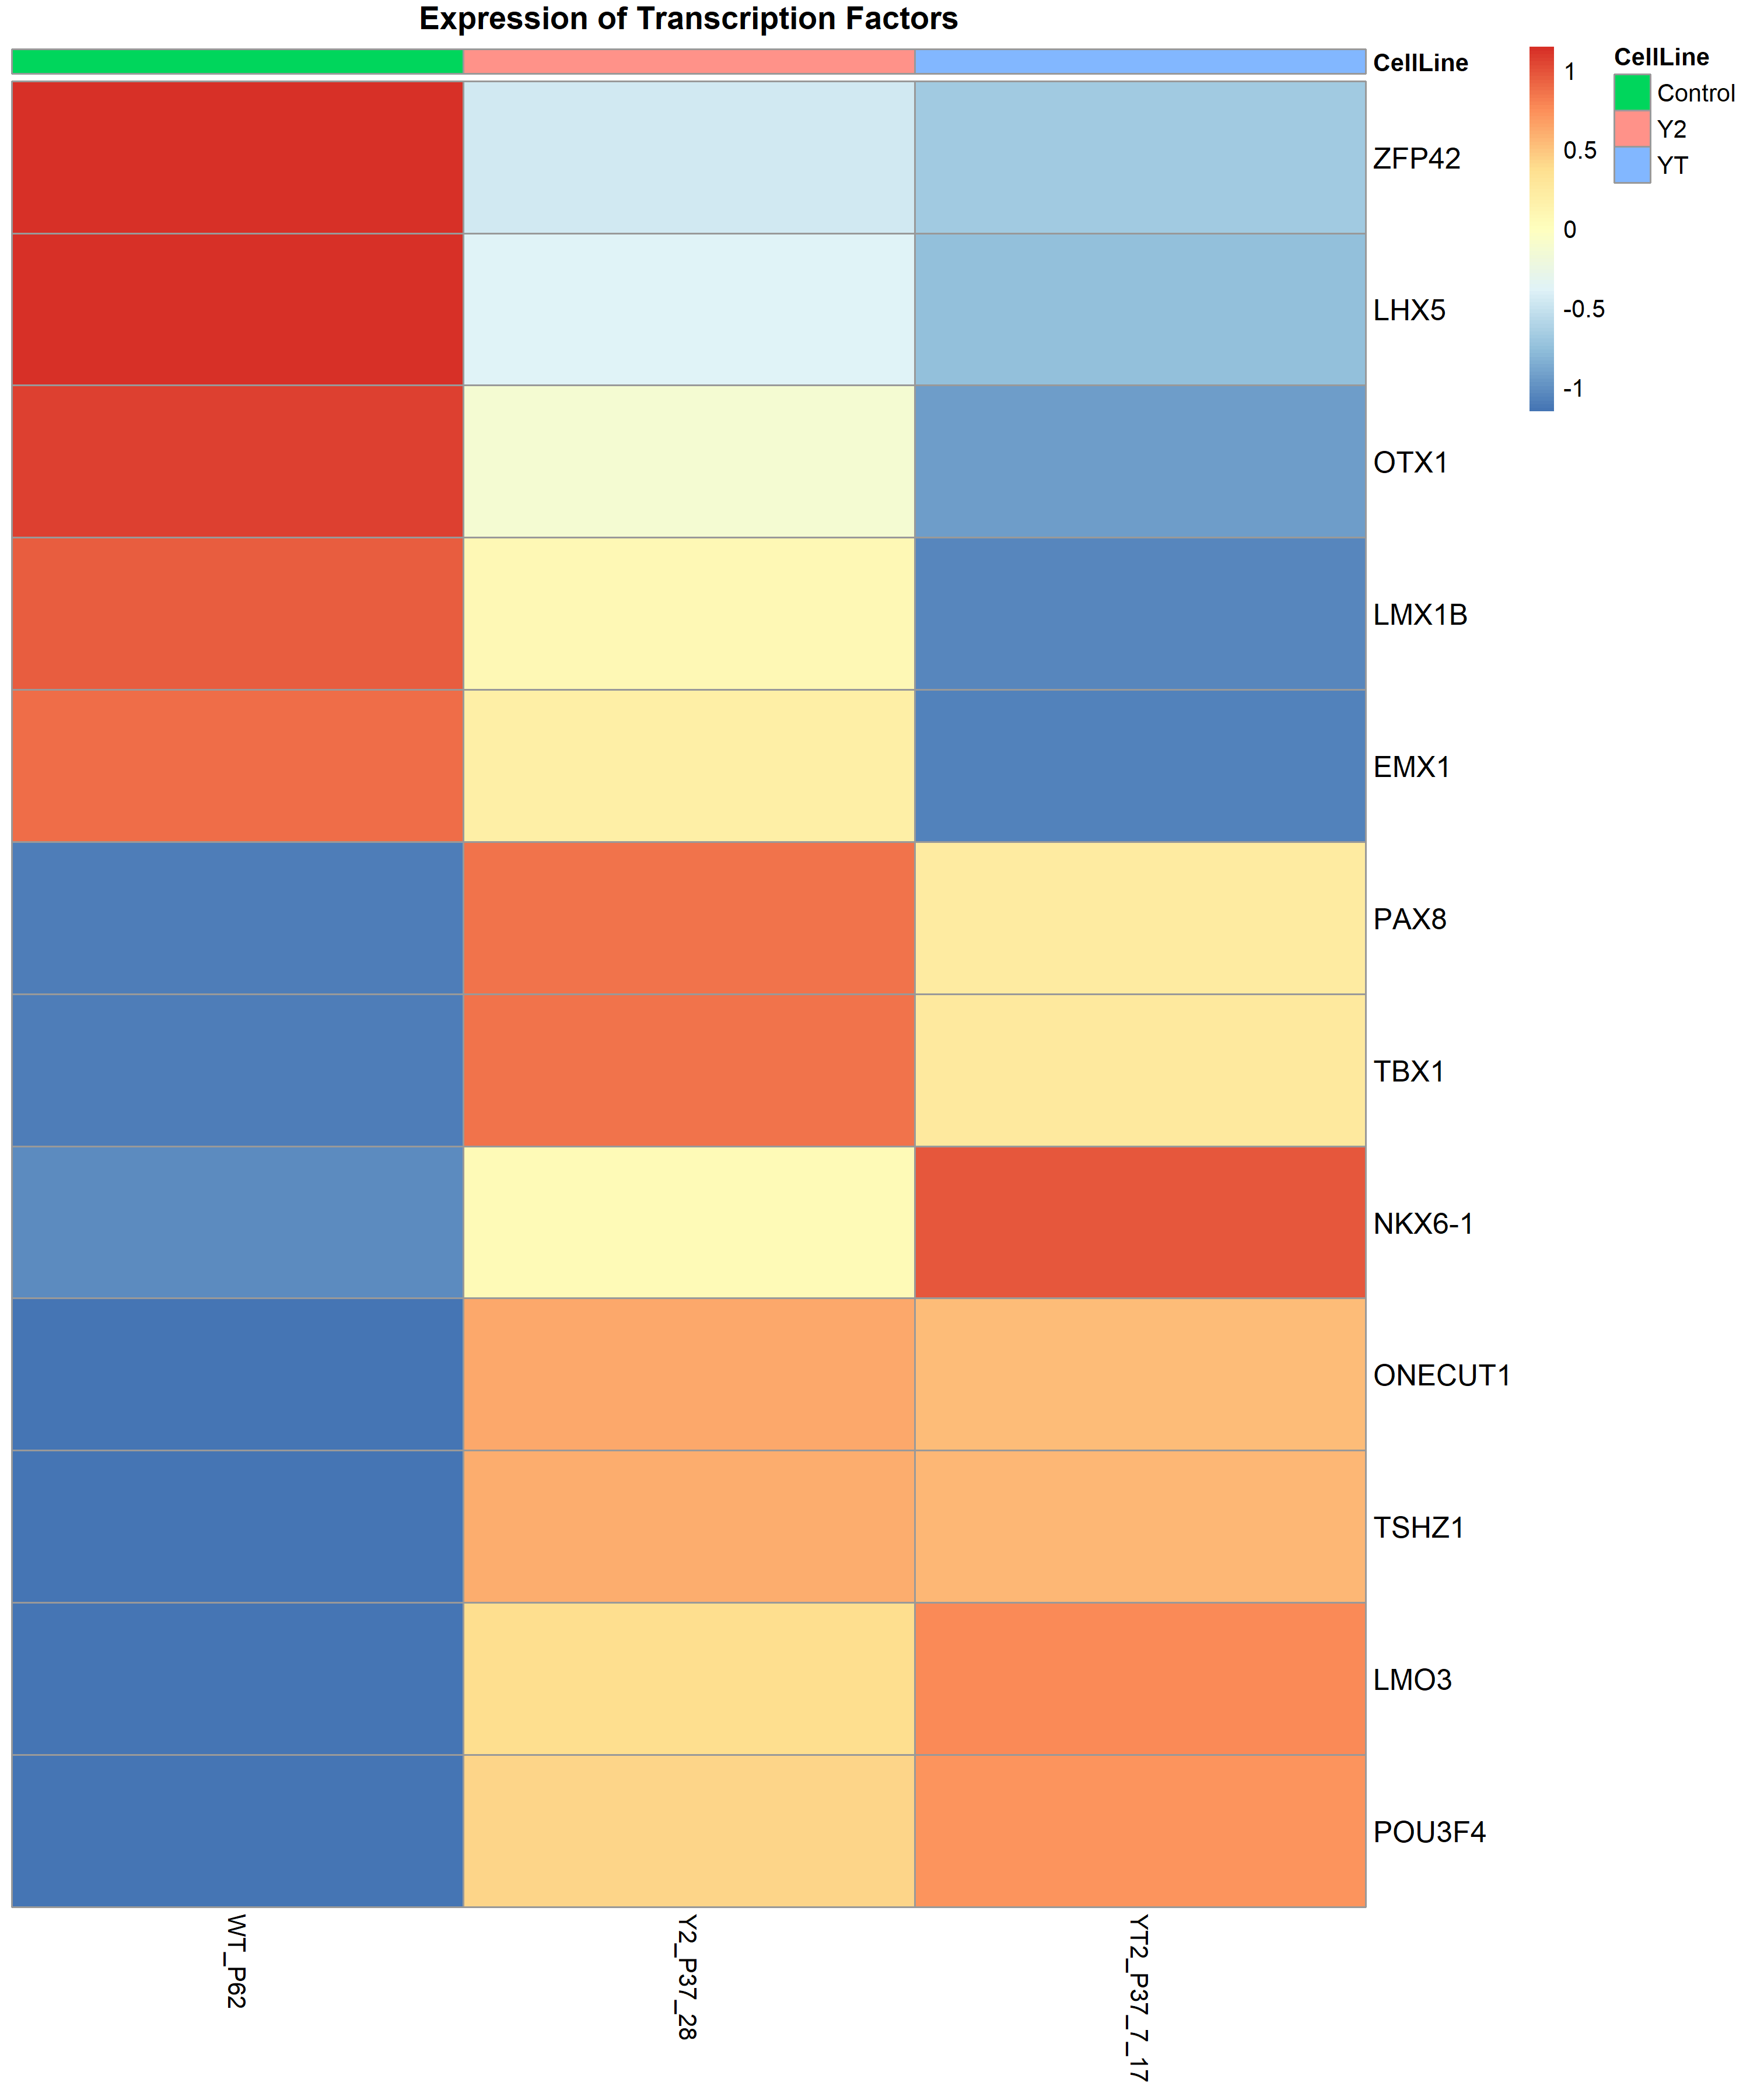 Expression of Transcription Factors
CellLine
ZFP42
LHX5
OTX1
LMX1B
EMX1
PAX8
TBX1
NKX6-1
ONECUT1
TSHZ1
LMO3
POU3F4
WT_P62
Y2_P37_28
YT2_P37_7_17
1
0.5
0
-0.5
-1
CellLine
Control
Y2
YT